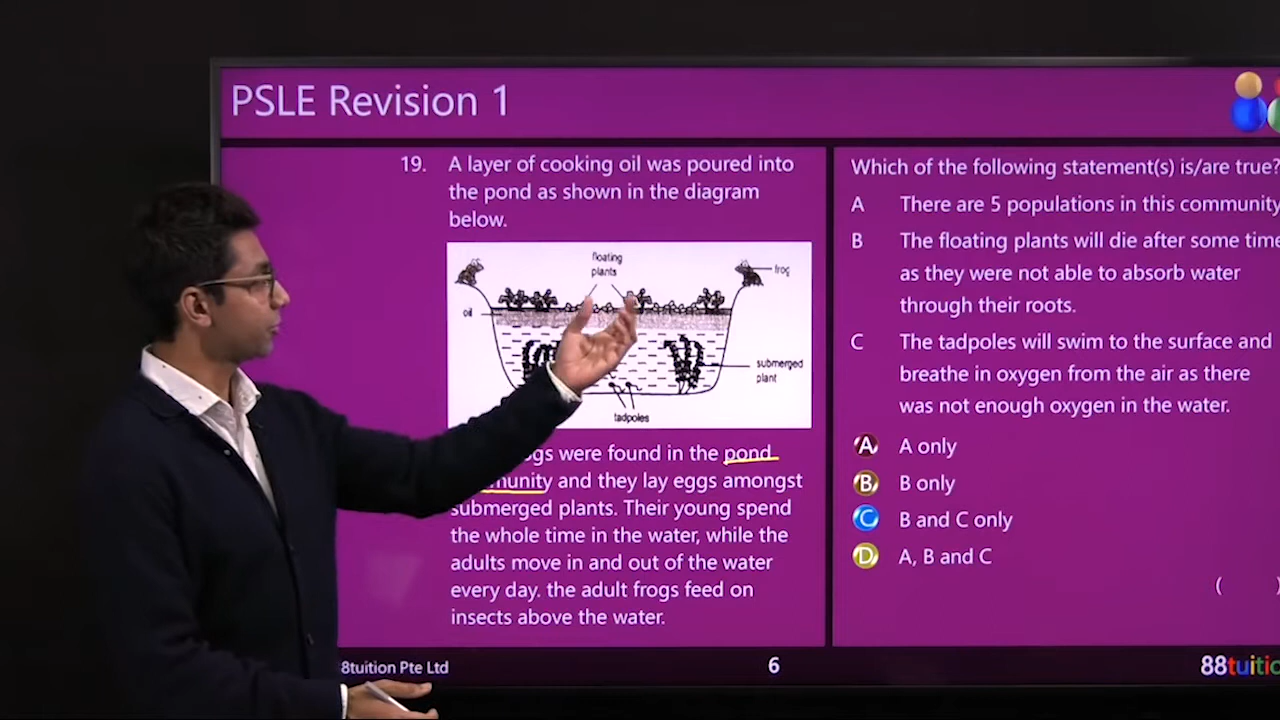 PSLE Revision 1
19. A layer of cooking oil was poured into
the pond as shown in the diagram
below.
floating
plants
frog
oil
submerged
plant
tadpoles
were found in the pond
and they lay eggs amongst
submerged plants. Their young spend
the whole time in the water, while the
adults move in and out of the water
every day. the adult frogs feed on
insects above the water.
Which of the following statement(s) is/are true?
A There are 5 populations in this community
B The floating plants will die after some time
as they were not able to absorb water
through their roots.
C The tadpoles will swim to the surface and
breathe in oxygen from the air as there
was not enough oxygen in the water.
A A only
B B only
C B and C only
D A, B and C
( )
8tuition Pte Ltd
6
88tuitio